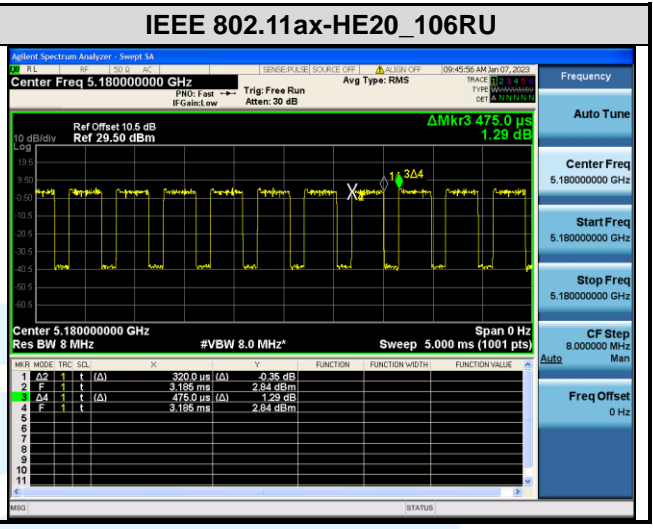 IEEE 802.11ax-HE20_106RU
Agilent Spectrum Analyzer - Swept SA
RL RF 50 Ω AC SENSE:PULSE SOURCE OFF ALIGN OFF 09:45:56 AM Jan 07, 2023
Center Freq 5.180000000 GHz
PNO: Fast Trig: Free Run Avg Type: RMS
IFGain:Low Atten: 30 dB
TRACE 1 2 3 4 5 6
TYPE
DET A N N N N N
Ref Offset 10.5 dB
10 dB/div Ref 29.50 dBm
ΔMkr3 475.0 µs
1.29 dB
Log
19.5
9.50
1Δ 3Δ4
-0.50
-10.5
-20.5
-30.5
-40.5
-50.5
-60.5
Center 5.180000000 GHz Span 0 Hz
Res BW 8 MHz #VBW 8.0 MHz* Sweep 5.000 ms (1001 pts)
MKR MODE TRC SCL X Y FUNCTION FUNCTION WIDTH FUNCTION VALUE
1 Δ2 1 t (Δ) 320.0 µs (Δ) -0.35 dB
2 F 1 t 3.185 ms 2.84 dBm
3 Δ4 1 t (Δ) 475.0 µs (Δ) 1.29 dB
4 F 1 t 3.185 ms 2.84 dBm
5
6
7
8
9
10
11
MSG STATUS
Frequency
Auto Tune
Center Freq
5.180000000 GHz
Start Freq
5.180000000 GHz
Stop Freq
5.180000000 GHz
CF Step
8.000000 MHz
Auto Man
Freq Offset
0 Hz